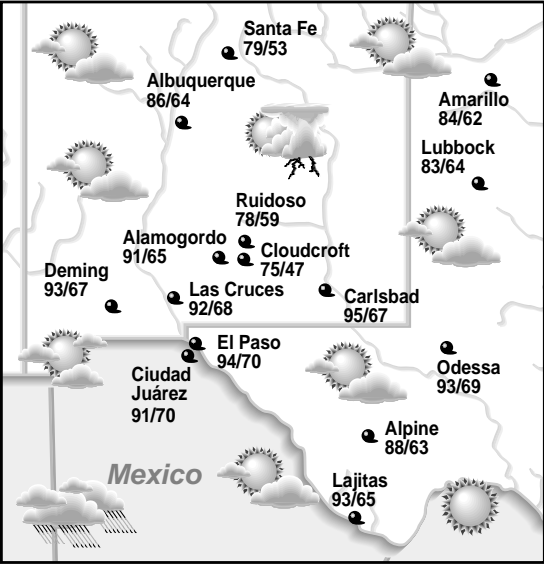 Santa Fe
79/53
Albuquerque
86/64
Amarillo
84/62
Lubbock
83/64
Ruidoso
78/59
Alamogordo
91/65
Cloudcroft
75/47
Deming
93/67
Las Cruces
92/68
Carlsbad
95/67
El Paso
94/70
Ciudad
Juárez
91/70
Odessa
93/69
Alpine
88/63
Mexico
Lajitas
93/65